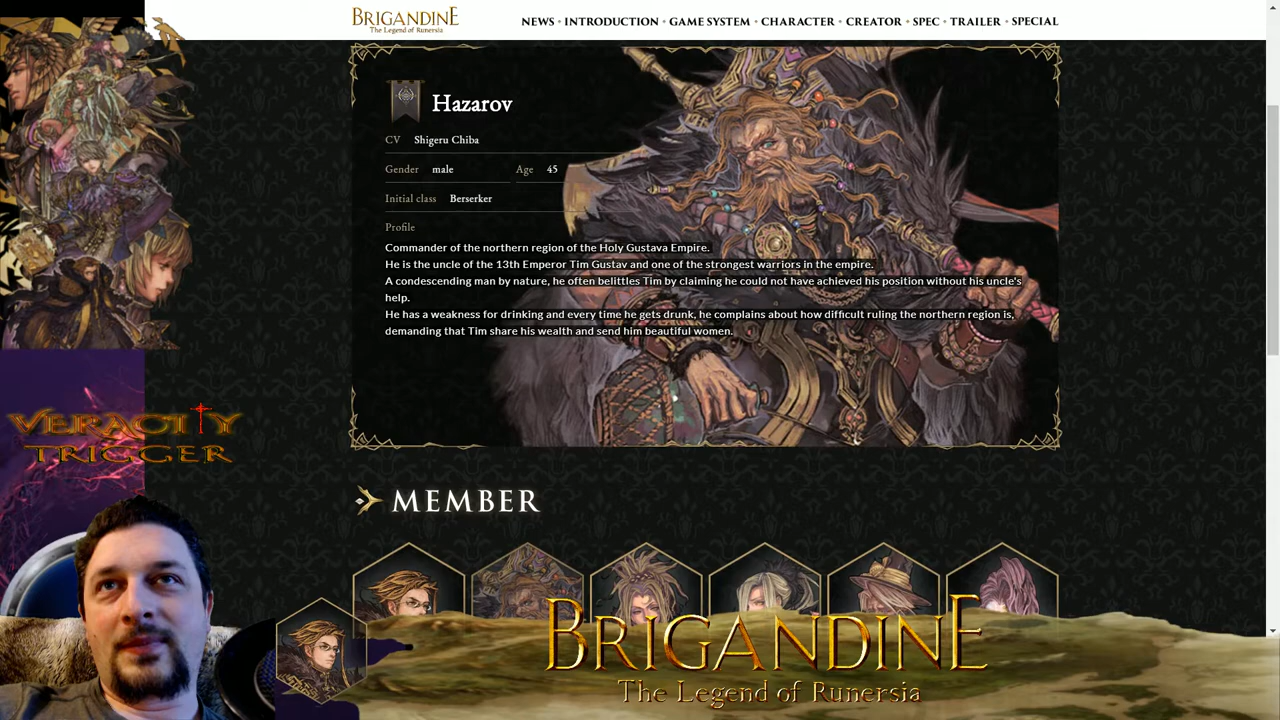 BRIGANDINE
The Legend of Runersia
NEWS • INTRODUCTION • GAME SYSTEM • CHARACTER • CREATOR • SPEC • TRAILER • SPECIAL
Hazarov
CV Shigeru Chiba
Gender male Age 45
Initial class Berserker
Profile
Commander of the northern region of the Holy Gustava Empire.
He is the uncle of the 13th Emperor Tim Gustav and one of the strongest warriors in the empire.
A condescending man by nature, he often belittles Tim by claiming he could not have achieved his position without his uncle's
help.
He has a weakness for drinking and every time he gets drunk, he complains about how difficult ruling the northern region is,
demanding that Tim share his wealth and send him beautiful women.
VERACITY
TRIGGER
MEMBER
BRIGANDINE
The Legend of Runersia